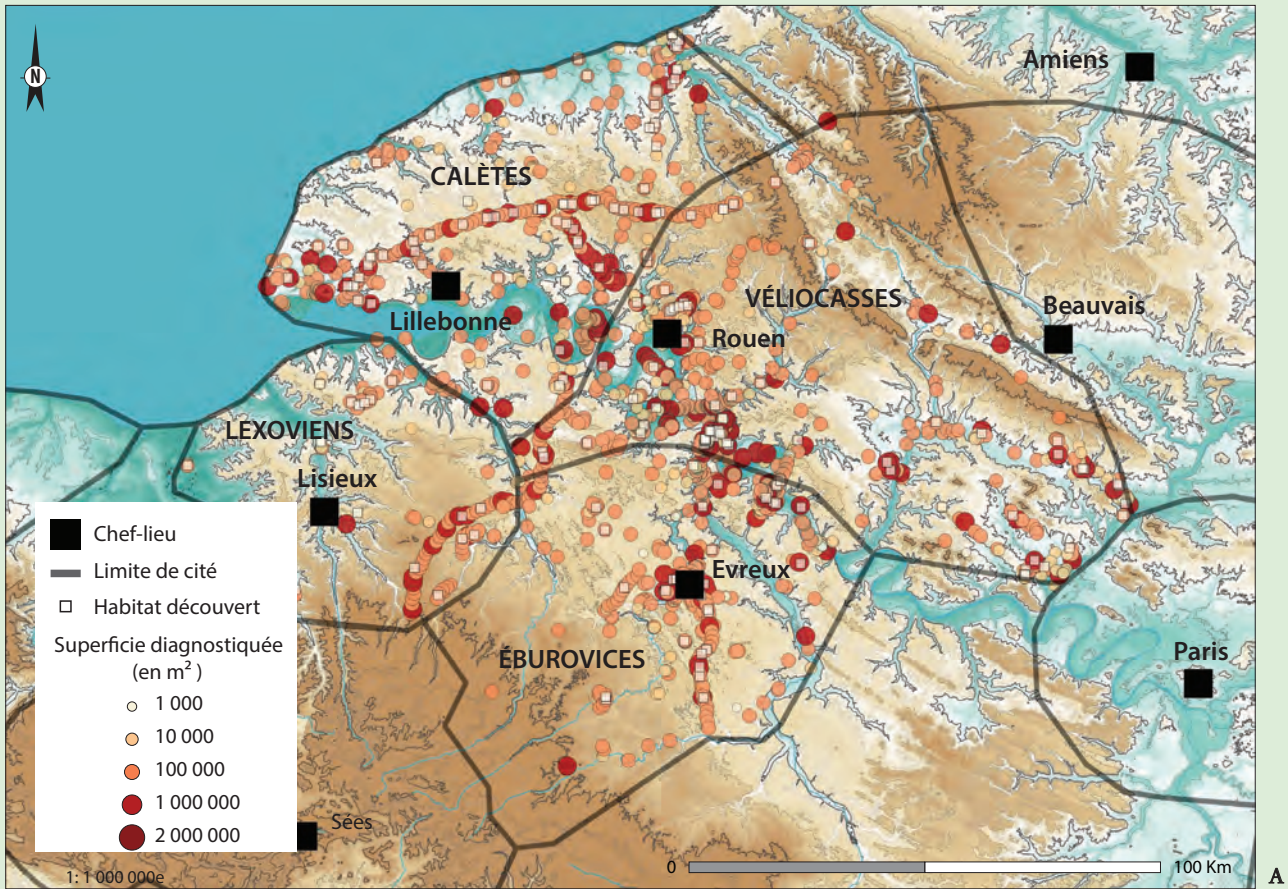 N
Amiens
CALÈTES
Lillebonne
VÉLIOCASSES
Beauvais
Rouen
LEXOVIENS
Lisieux
Evreux
ÉBUROVICES
Paris
Chef-lieu
Limite de cité
Habitat découvert
Superficie diagnostiquée
(en m²)
1 000
10 000
100 000
1 000 000
2 000 000
Sées
1: 1 000 000e
0 100 Km
A